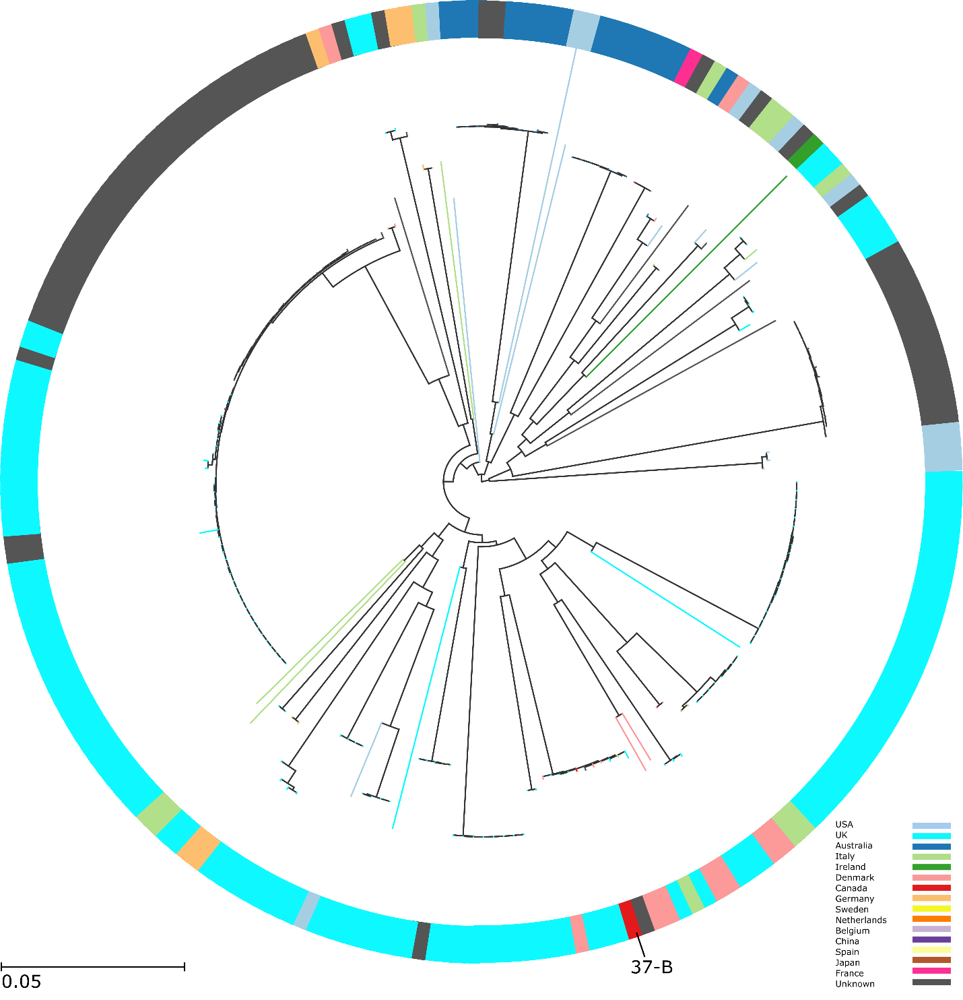 USA
UK
Australia
Italy
Ireland
Denmark
Canada
Germany
Sweden
Netherlands
Belgium
China
Spain
Japan
France
Unknown
37-B
0.05